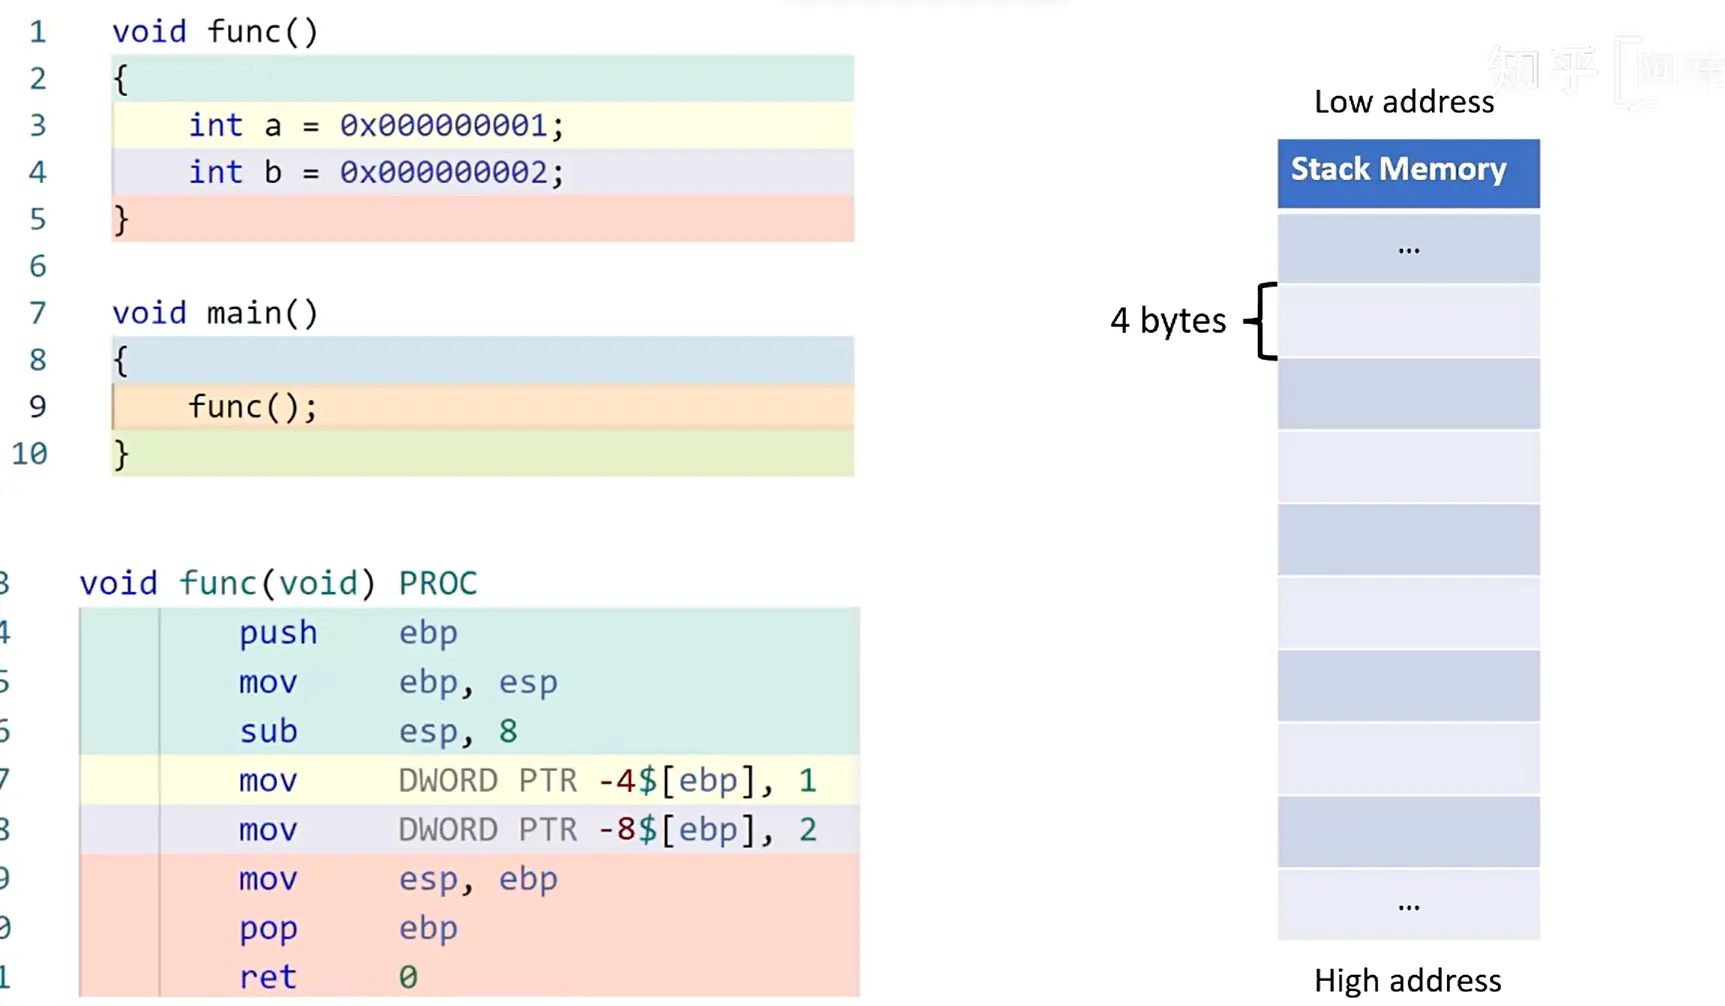 1 void func()
2 {
3 int a = 0x000000001;
4 int b = 0x000000002;
5 }
6
7 void main()
8 {
9 func();
10 }
3 void func(void) PROC
4 push ebp
5 mov ebp, esp
6 sub esp, 8
7 mov DWORD PTR -4$[ebp], 1
8 mov DWORD PTR -8$[ebp], 2
9 mov esp, ebp
0 pop ebp
1 ret 0
知乎
Low address
Stack Memory
...
4 bytes
...
High address